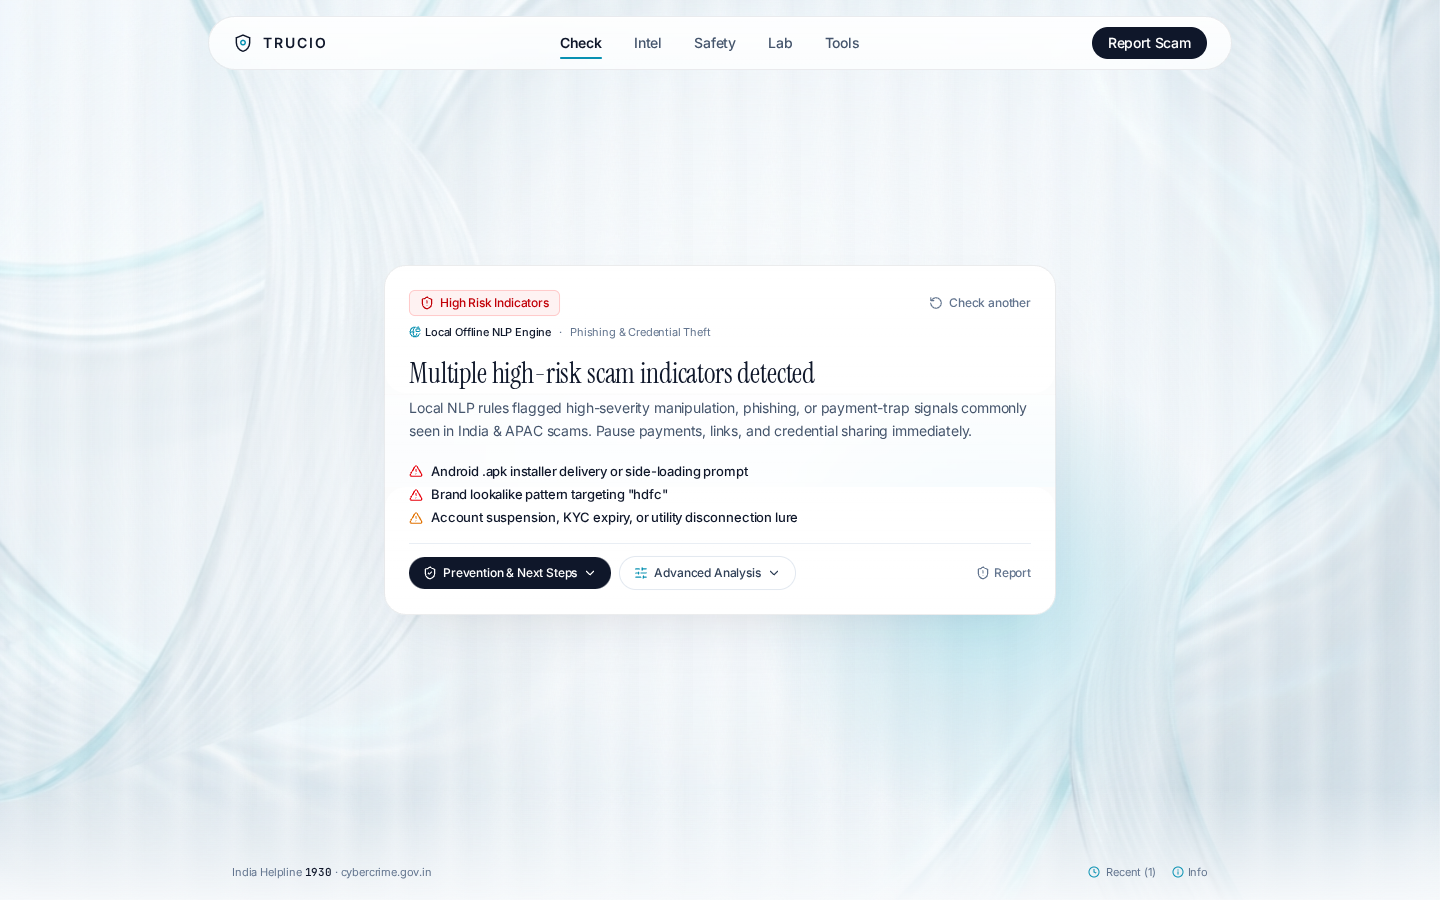 TRUCIO
Check Intel Safety Lab Tools
Report Scam
High Risk Indicators
Check another
Local Offline NLP Engine · Phishing & Credential Theft
Multiple high-risk scam indicators detected
Local NLP rules flagged high-severity manipulation, phishing, or payment-trap signals commonly
seen in India & APAC scams. Pause payments, links, and credential sharing immediately.
Android .apk installer delivery or side-loading prompt
Brand lookalike pattern targeting "hdfc"
Account suspension, KYC expiry, or utility disconnection lure
Prevention & Next Steps
Advanced Analysis
Report
India Helpline 1930 · cybercrime.gov.in
Recent (1)
Info